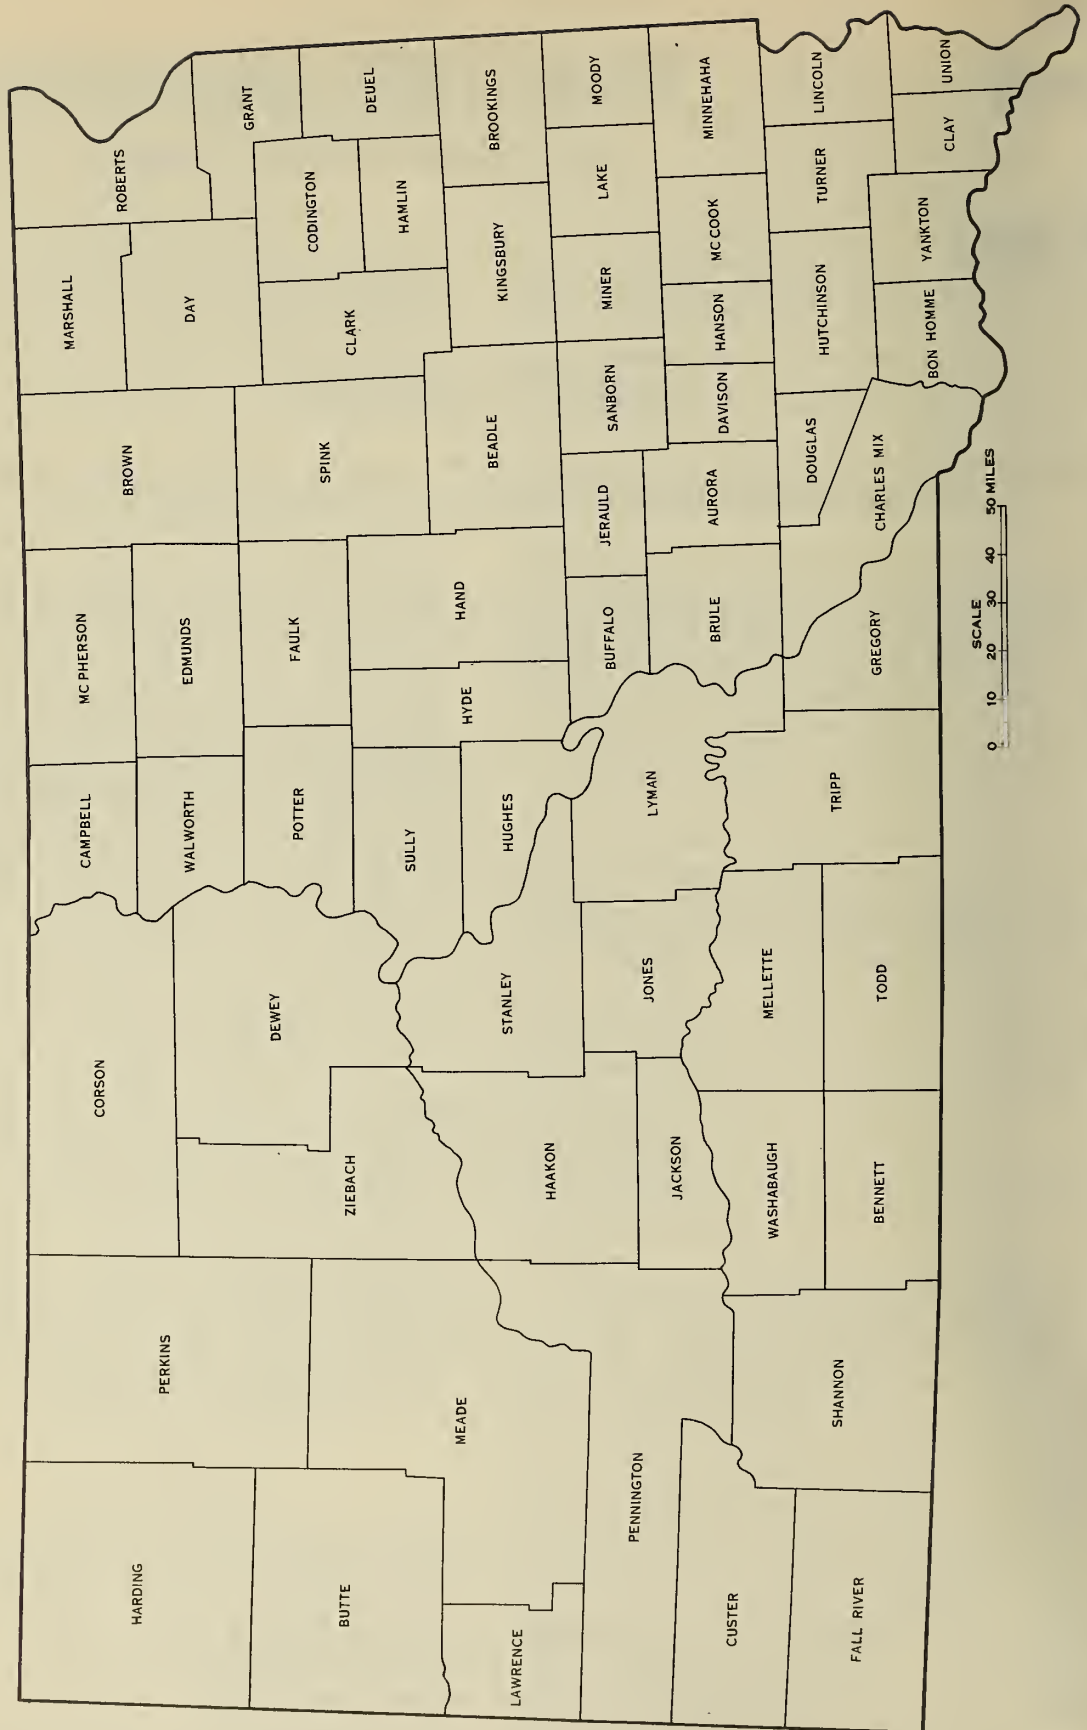 HARDING
PERKINS
CORSON
CAMPBELL
MC PHERSON
BROWN
MARSHALL
ROBERTS
WALWORTH
EDMUNDS
DAY
GRANT
BUTTE
MEADE
ZIEBACH
DEWEY
POTTER
FAULK
SPINK
CLARK
CODINGTON
DEUEL
HAMLIN
LAWRENCE
HAAKON
STANLEY
SULLY
HUGHES
HYDE
HAND
BEADLE
KINGSBURY
BROOKINGS
PENNINGTON
JACKSON
JONES
LYMAN
BUFFALO
JERAULD
SANBORN
MINER
LAKE
MOODY
CUSTER
WASHABAUGH
MELLETTE
BRULE
AURORA
DAVISON
HANSON
MC COOK
MINNEHAHA
FALL RIVER
SHANNON
BENNETT
TODD
TRIPP
GREGORY
CHARLES MIX
DOUGLAS
HUTCHINSON
TURNER
LINCOLN
BON HOMME
YANKTON
CLAY
UNION
SCALE
0 10 20 30 40 50 MILES